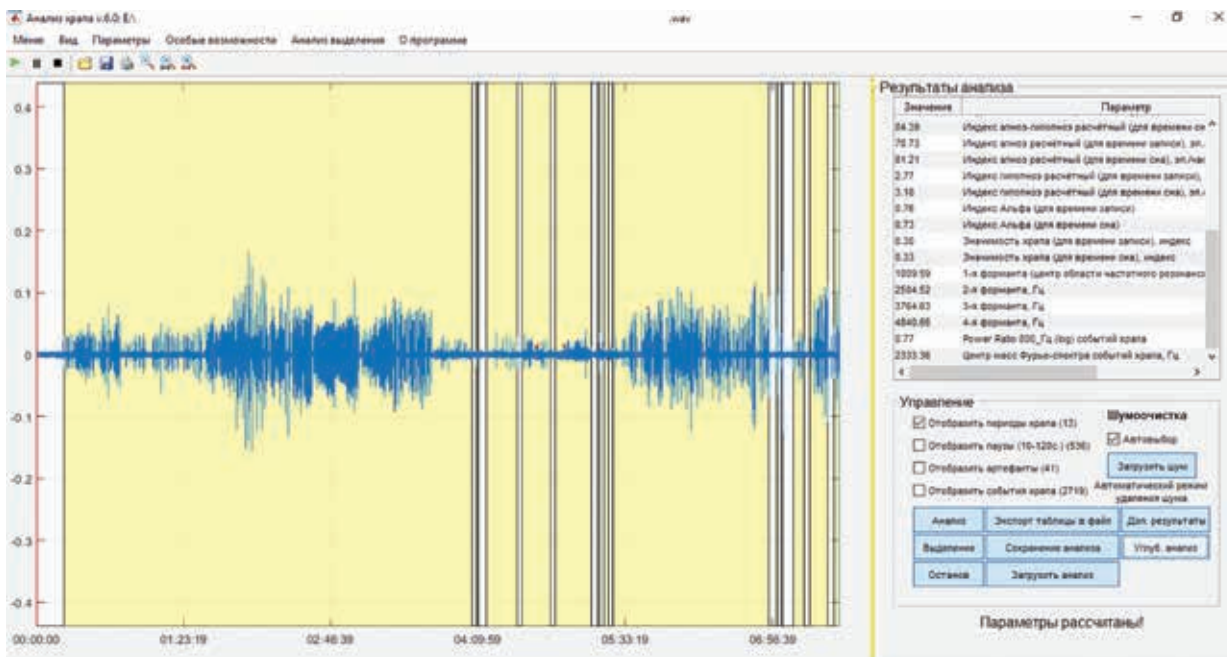 Анализ храпа v.6.0: E:\ .wav
Меню Вид Параметры Особые возможности Анализ выделения О программе
Результаты анализа
Значение Параметр
84.28 Индекс апноэ-гипопноэ расчётный (для времени сн
78.73 Индекс апноэ расчётный (для времени записи), эп./
81.21 Индекс апноэ расчётный (для времени сна), эп./час
2.77 Индекс гипопноэ расчётный (для времени записи),
3.18 Индекс гипопноэ расчётный (для времени сна), эп./
0.76 Индекс Альфа (для времени записи)
0.73 Индекс Альфа (для времени сна)
0.30 Значимость храпа (для времени записи), индекс
0.33 Значимость храпа (для времени сна), индекс
1009.59 1-я форманта (центр области частотного резонанса
2504.52 2-я форманта, Гц
3764.63 3-я форманта, Гц
4840.66 4-я форманта, Гц
0.77 Power Ratio 800_Гц (log) событий храпа
2333.36 Центр масс Фурье-спектра событий храпа, Гц
0.4
0.3
0.2
0.1
0
-0.1
-0.2
-0.3
-0.4
00:00:00 01:23:19 02:46:39 04:09:59 05:33:19 06:56:39
Управление
Отобразить периоды храпа (13)
Отобразить паузы (10-120с.) (536)
Отобразить артефакты (41)
Отобразить события храпа (2719)
Шумоочистка
Автовыбор
Загрузить шум
Автоматический режим
удаления шума
Анализ Экспорт таблицы в файл Доп. результаты
Выделение Сохранение анализа Углуб. анализ
Останов Загрузить анализ
Параметры рассчитаны!